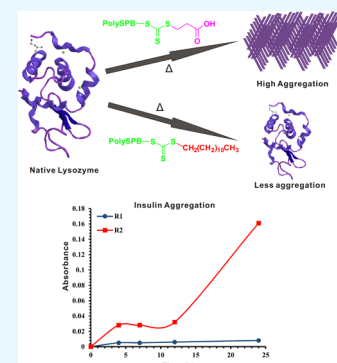 PolySPB—S S OH
S O
Δ
High Aggregation
Δ
PolySPB—S S—CH2(CH2)10CH3
S
Native Lysozyme
Less aggregation
Insulin Aggregation
R1
R2
Absorbance
0.18
0.16
0.14
0.12
0.1
0.08
0.06
0.04
0.02
0
0 5 10 15 20 25